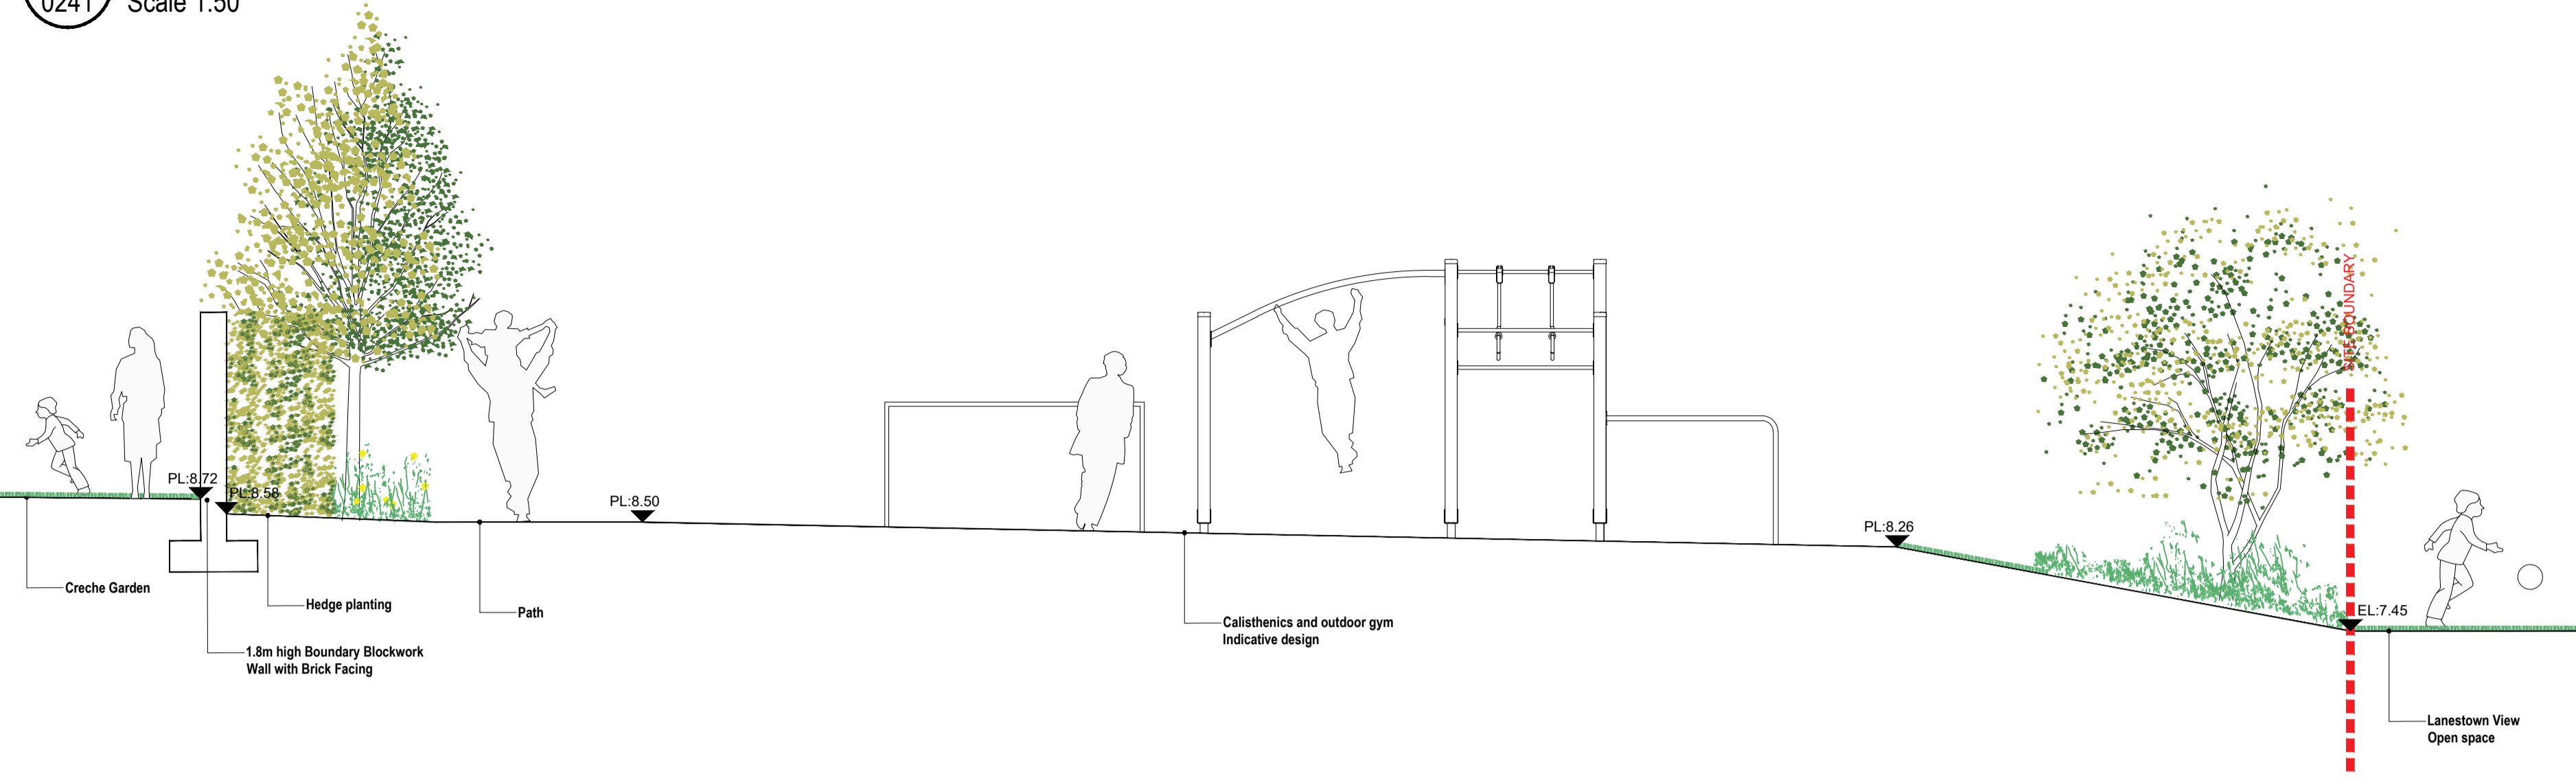 0241
Scale 1:50
SITE BOUNDARY
PL:8.72
PL:8.58
PL:8.50
PL:8.26
EL:7.45
Creche Garden
Hedge planting
Path
1.8m high Boundary Blockwork
Wall with Brick Facing
Calisthenics and outdoor gym
Indicative design
Lanestown View
Open space